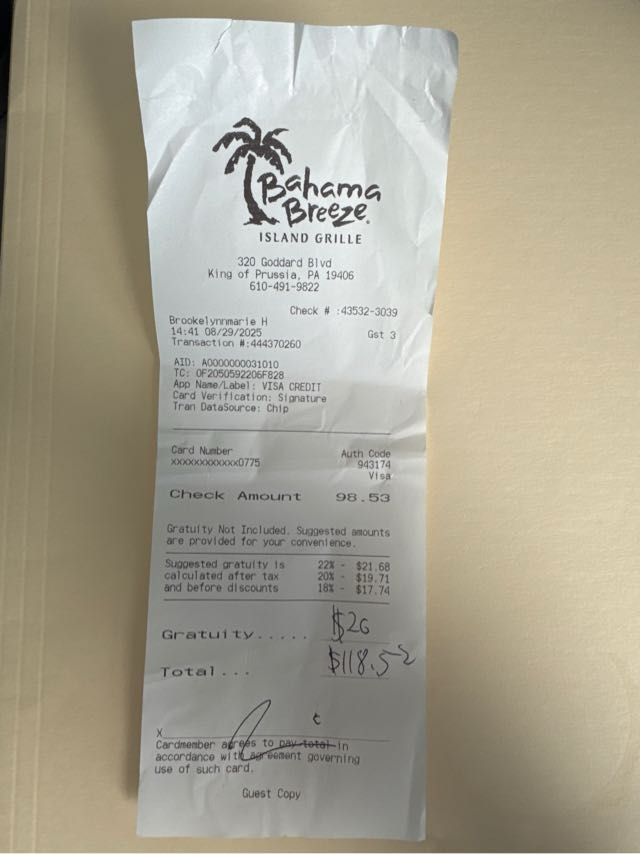 Bahama
Breeze.
ISLAND GRILLE
320 Goddard Blvd
King of Prussia, PA 19406
610-491-9822
Check # :43532-3039
Brookelynnmarie H
14:41 08/29/2025 Gst 3
Transaction #:444370260
AID: A0000000031010
TC: 0F2050592206F828
App Name/Label: VISA CREDIT
Card Verification: Signature
Tran DataSource: Chip
Card Number Auth Code
xxxxxxxxxxxx0775 943174
Visa
Check Amount 98.53
Gratuity Not Included. Suggested amounts
are provided for your convenience.
Suggested gratuity is 22% - $21.68
calculated after tax 20% - $19.71
and before discounts 18% - $17.74
Gratuity..... $20
Total... $118.53
X
Cardmember agrees to pay total in
accordance with agreement governing
use of such card.
Guest Copy